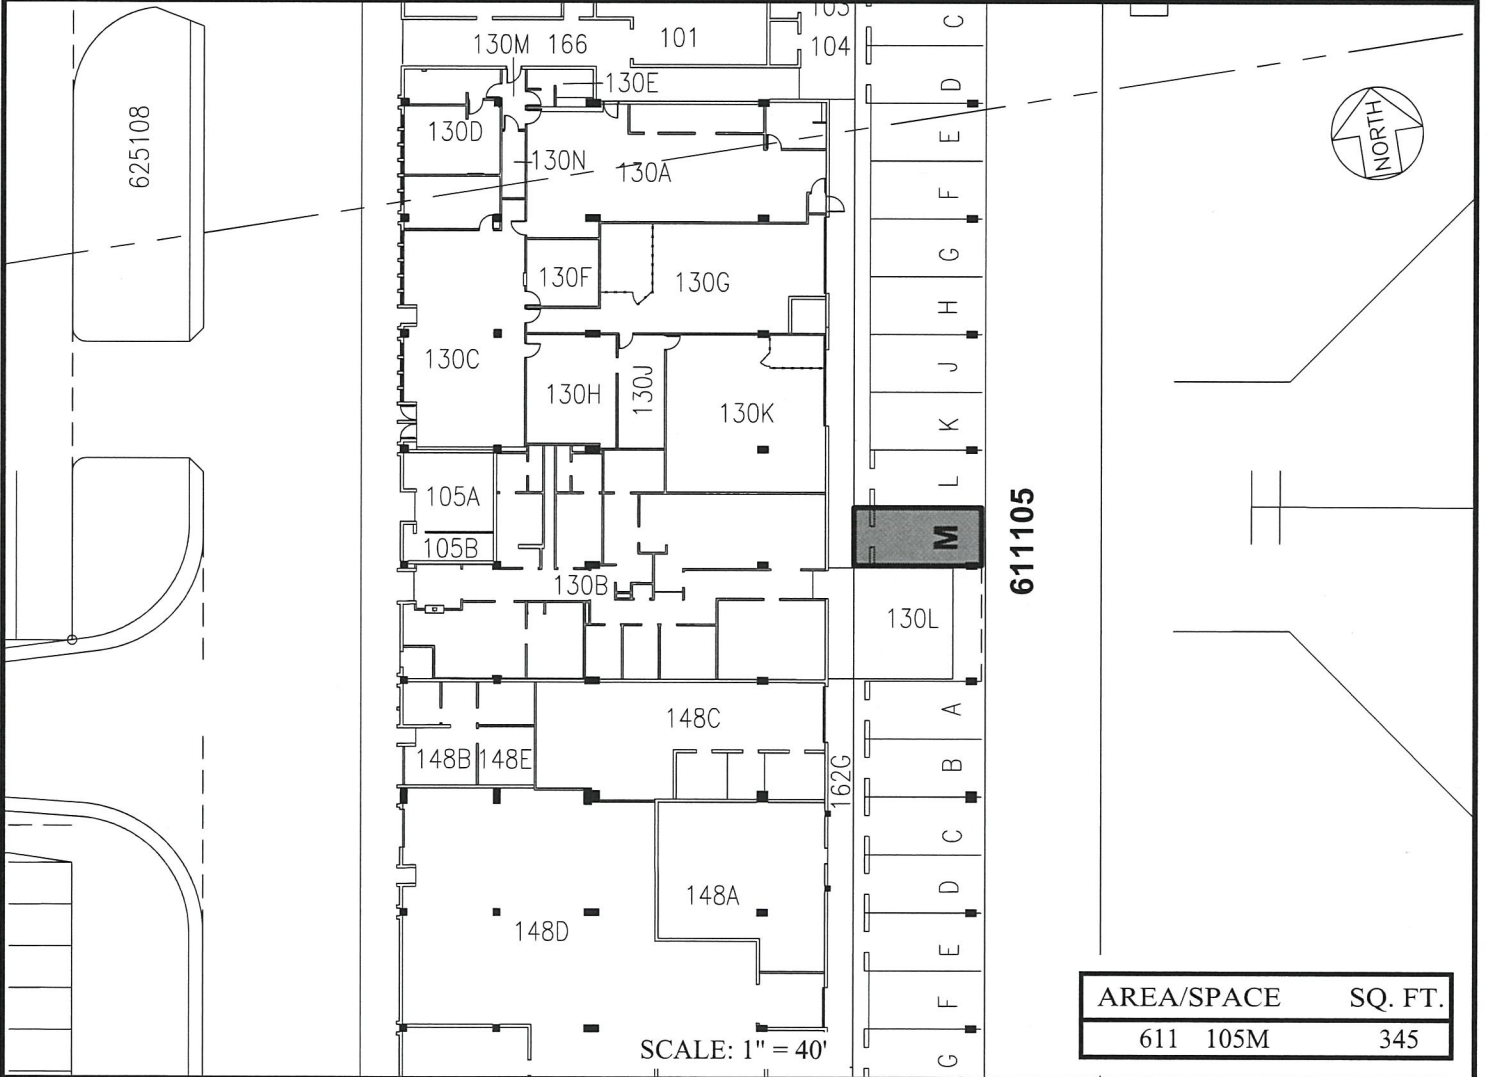 103
C
130M 166 101 104
130E
D
625108
130D
E
NORTH
130N
130A
F
G
130F
130G
H
130C
J
130H
130J
130K
K
L
105A
611105
M
105B
130B
130L
A
148C
148B
148E
B
162G
C
D
148A
148D
E
F
AREA/SPACE SQ. FT.
611 105M 345
SCALE: 1" = 40'
G